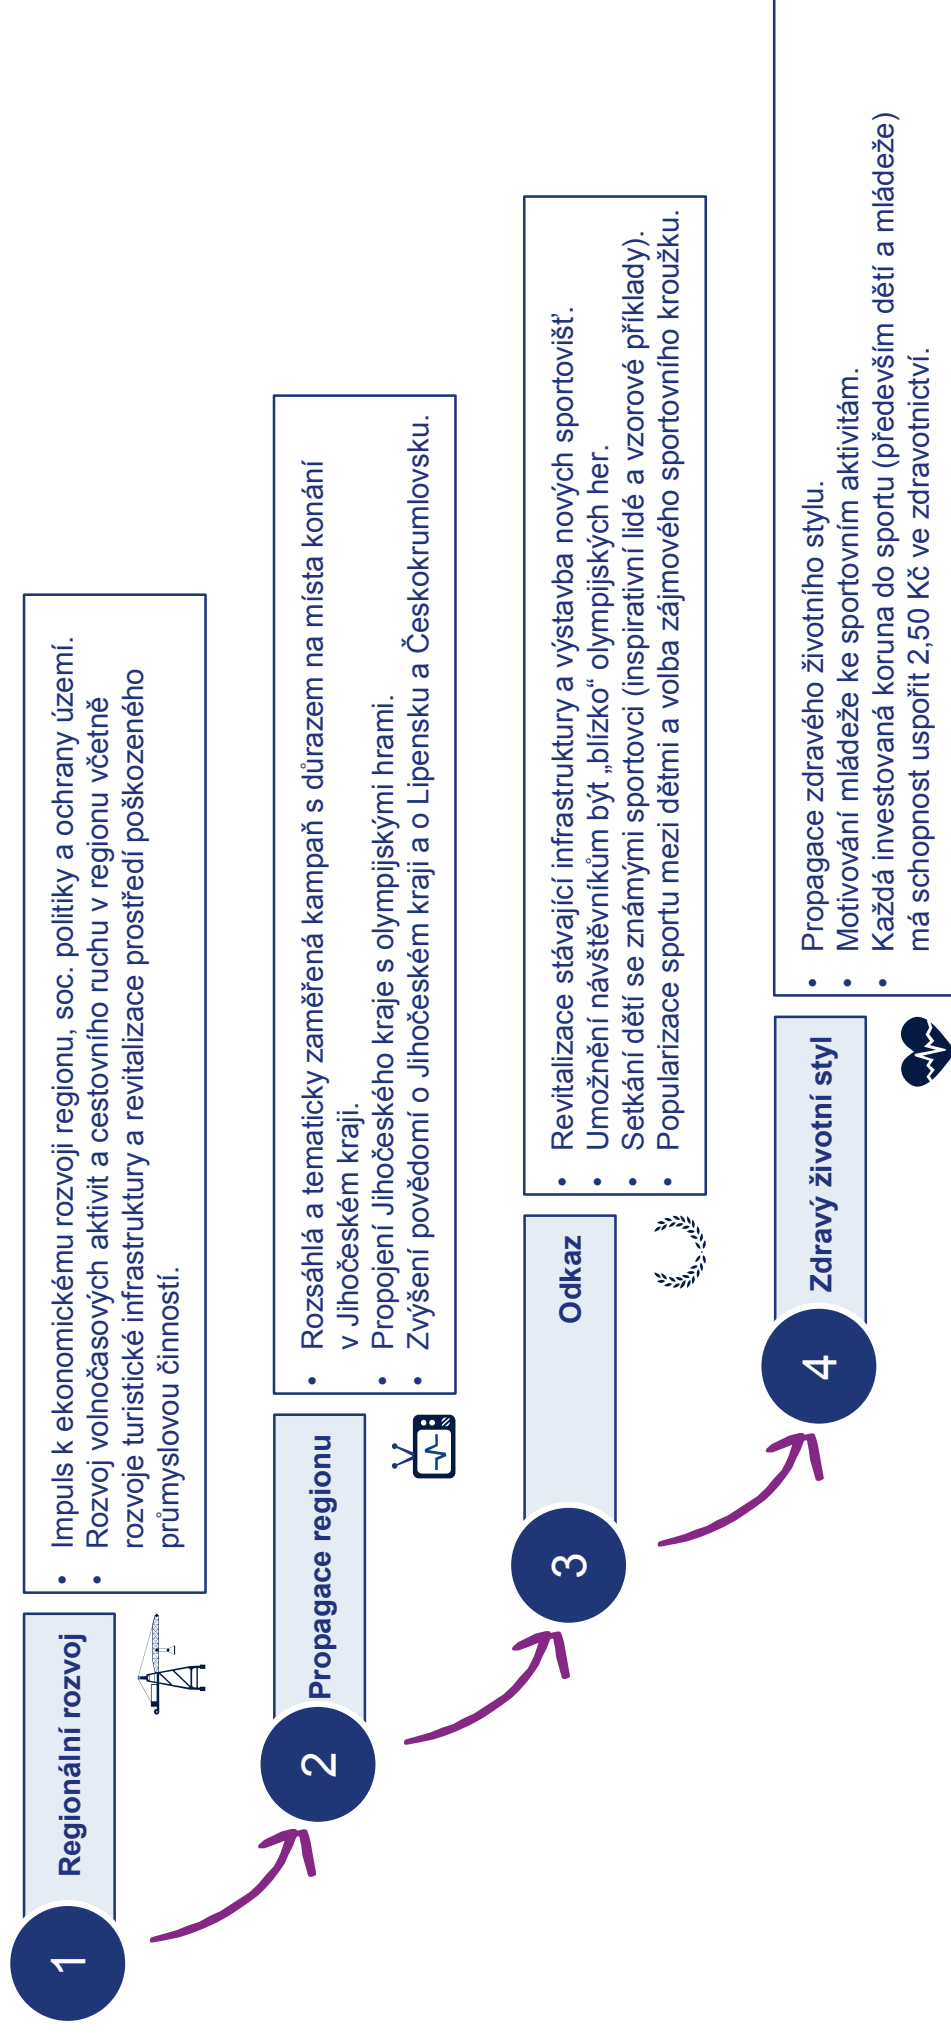 1
Regionální rozvoj
• Impuls k ekonomickému rozvoji regionu, soc. politiky a ochrany území.
• Rozvoj volnočasových aktivit a cestovního ruchu v regionu včetně
rozvoje turistické infrastruktury a revitalizace prostředí poškozeného
průmyslovou činností.
2
Propagace regionu
• Rozsáhlá a tematicky zaměřená kampaň s důrazem na místa konání
v Jihočeském kraji.
• Propojení Jihočeského kraje s olympijskými hrami.
• Zvýšení povědomí o Jihočeském kraji a o Lipensku a Českokrumlovsku.
3
Odkaz
• Revitalizace stávající infrastruktury a výstavba nových sportovišť.
• Umožnění návštěvníkům být „blízko“ olympijských her.
• Setkání dětí se známými sportovci (inspirativní lidé a vzorové příklady).
• Popularizace sportu mezi dětmi a volba zájmového sportovního kroužku.
4
Zdravý životní styl
• Propagace zdravého životního stylu.
• Motivování mládeže ke sportovním aktivitám.
• Každá investovaná koruna do sportu (především dětí a mládeže)
má schopnost uspořit 2,50 Kč ve zdravotnictví.